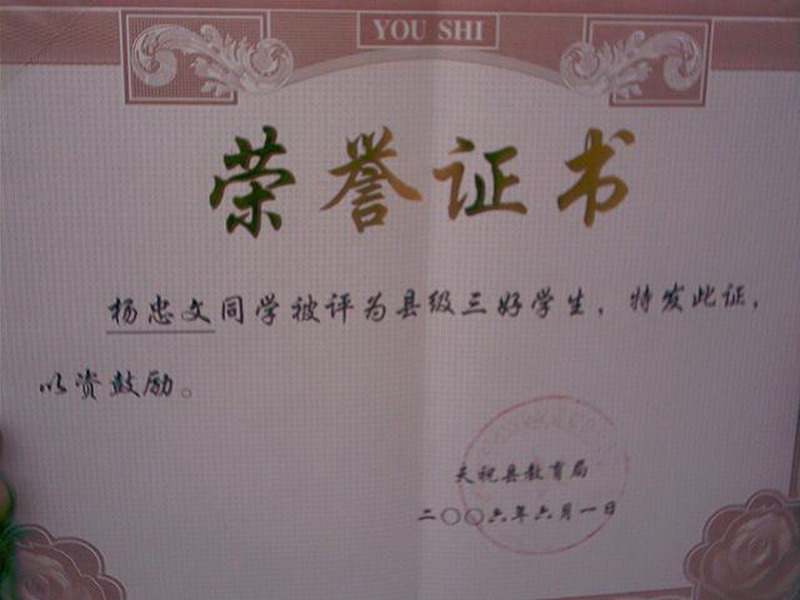 YOU SHI
荣誉证书
杨忠文同学被评为县级三好学生，特发此证，
以资鼓励。
天祝县教育局
二〇〇六年六月一日